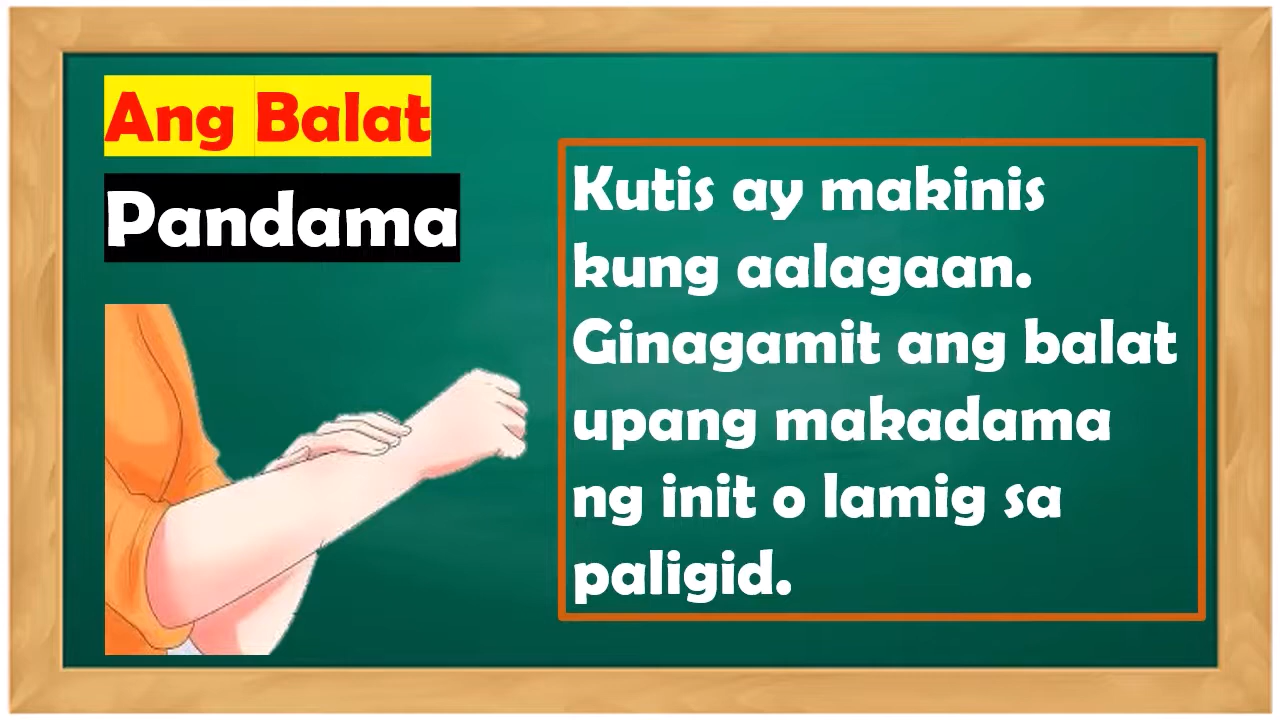 Ang Balat
Pandama
Kutis ay makinis
kung aalagaan.
Ginagamit ang balat
upang makadama
ng init o lamig sa
paligid.